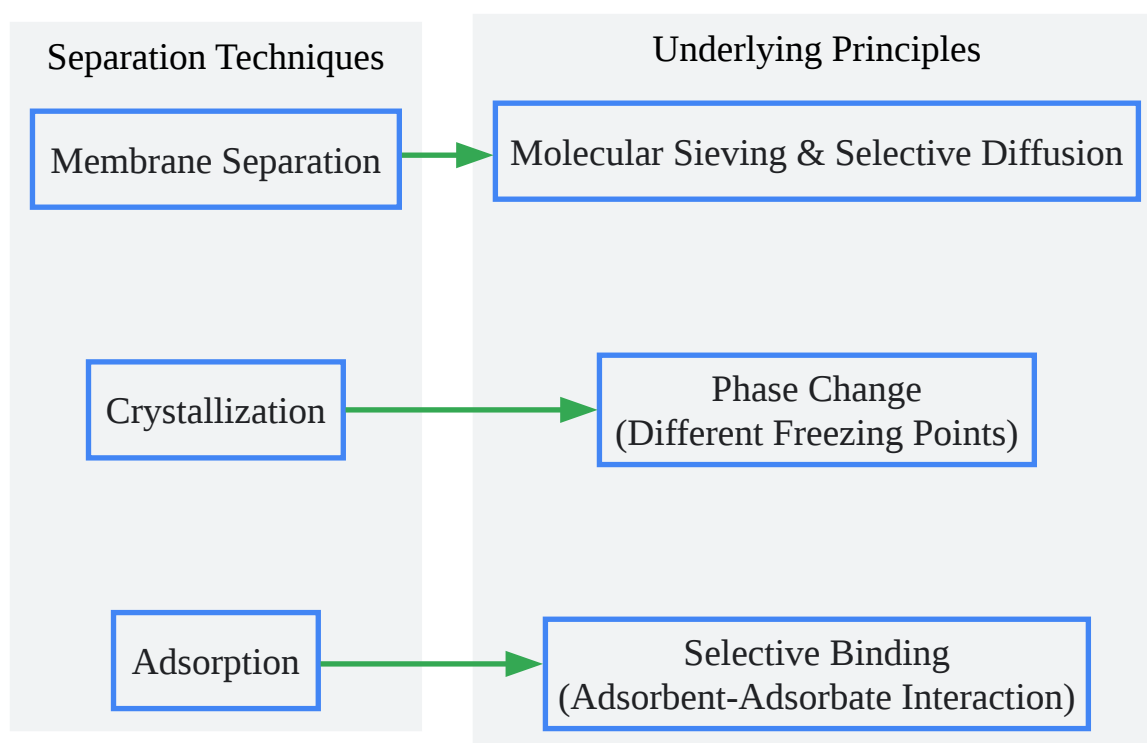 Separation Techniques
Underlying Principles
Membrane Separation
Molecular Sieving & Selective Diffusion
Crystallization
Phase Change
(Different Freezing Points)
Adsorption
Selective Binding
(Adsorbent-Adsorbate Interaction)